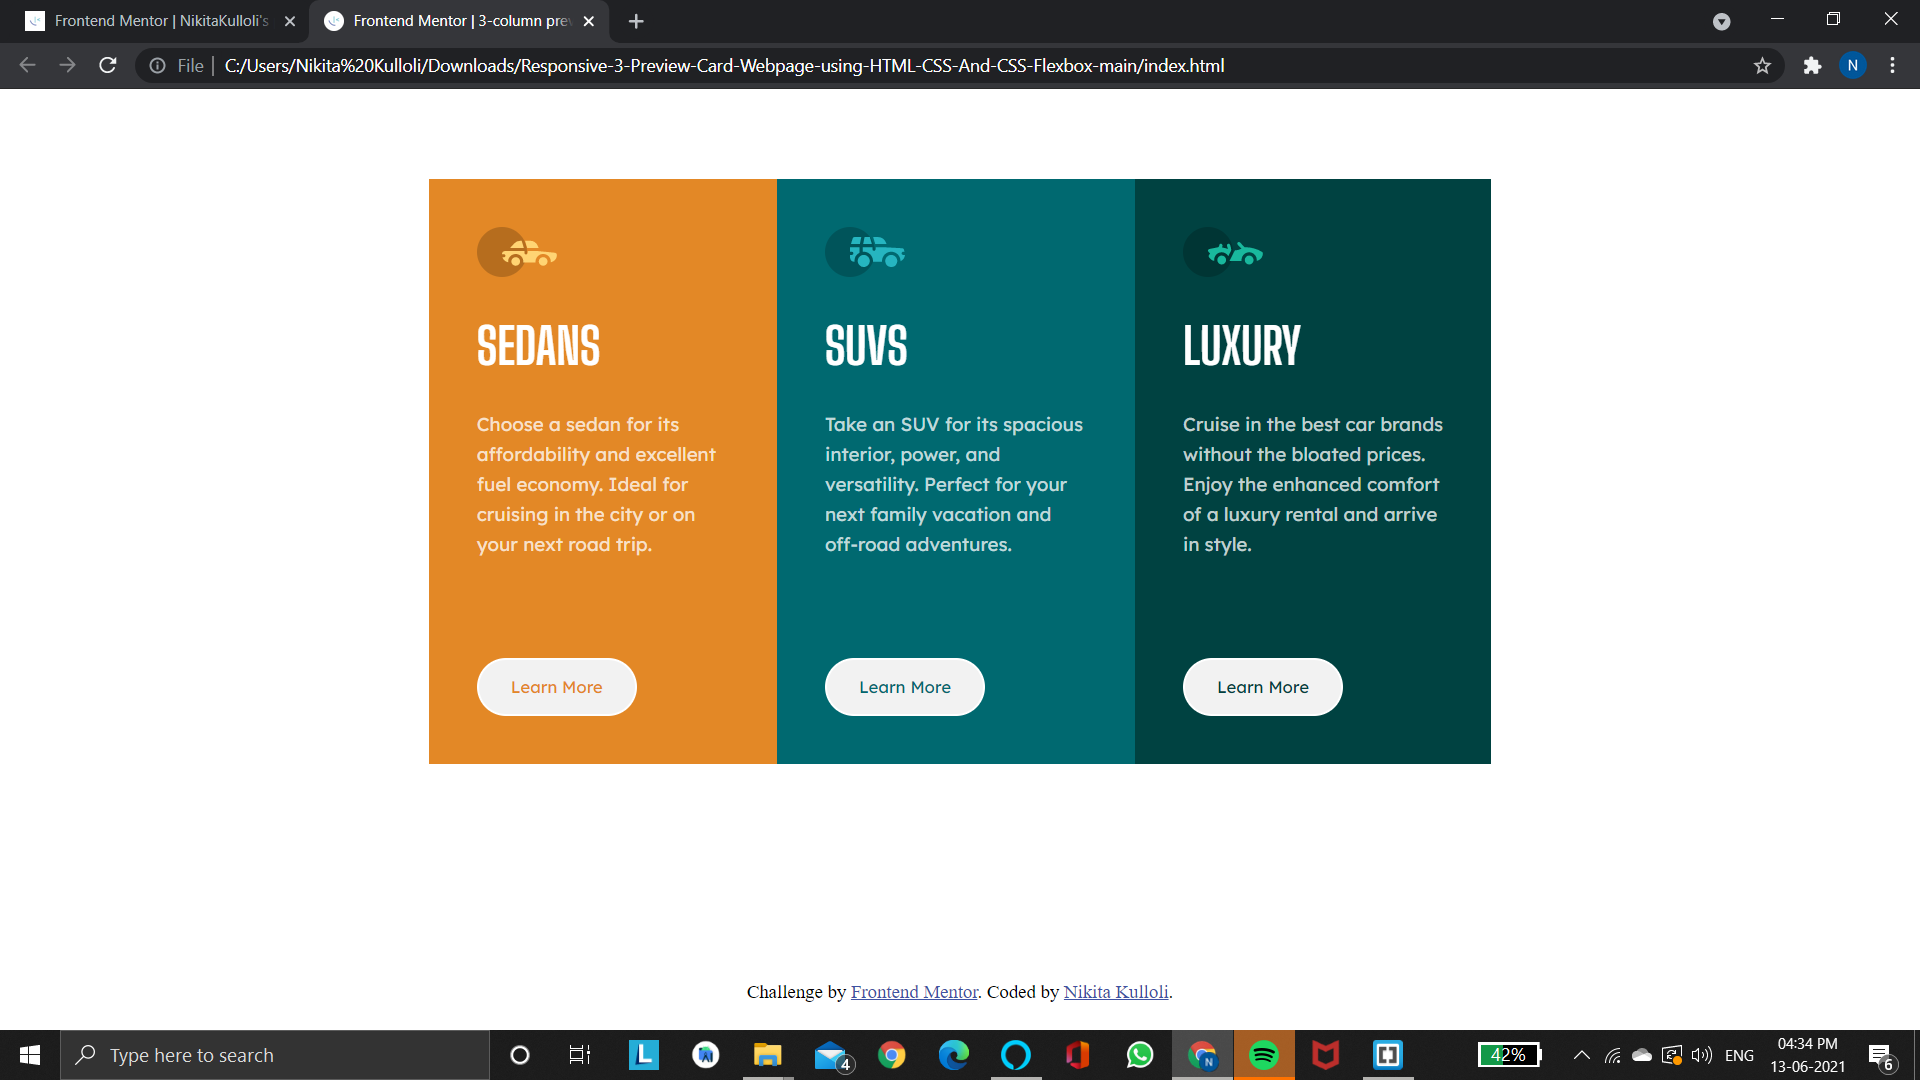 Frontend Mentor | NikitaKulloli's
Frontend Mentor | 3-column prev
File
C:/Users/Nikita%20Kulloli/Downloads/Responsive-3-Preview-Card-Webpage-using-HTML-CSS-And-CSS-Flexbox-main/index.html
N
SEDANS
Choose a sedan for its
affordability and excellent
fuel economy. Ideal for
cruising in the city or on
your next road trip.
Learn More
SUVS
Take an SUV for its spacious
interior, power, and
versatility. Perfect for your
next family vacation and
off-road adventures.
Learn More
LUXURY
Cruise in the best car brands
without the bloated prices.
Enjoy the enhanced comfort
of a luxury rental and arrive
in style.
Learn More
Challenge by Frontend Mentor. Coded by Nikita Kulloli.
Type here to search
L
4
N
42%
ENG
04:34 PM
13-06-2021
6